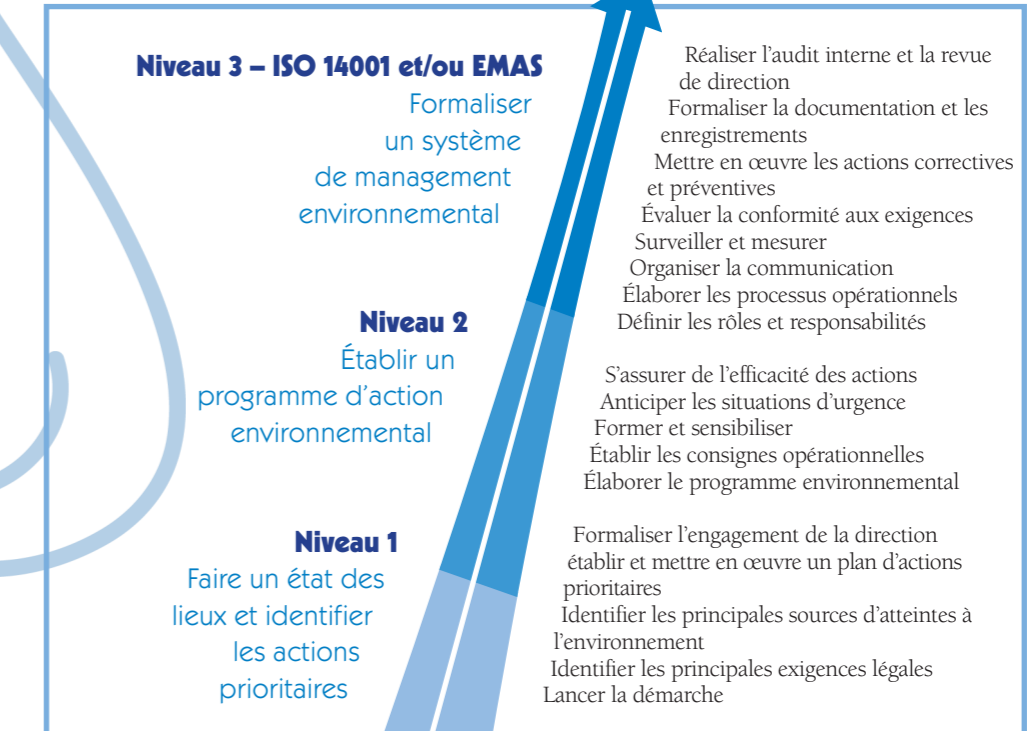 Niveau 3 – ISO 14001 et/ou EMAS
Formaliser
un système
de management
environnemental
Réaliser l'audit interne et la revue
de direction
Formaliser la documentation et les
enregistrements
Mettre en œuvre les actions correctives
et préventives
Évaluer la conformité aux exigences
Surveiller et mesurer
Organiser la communication
Élaborer les processus opérationnels
Définir les rôles et responsabilités
Niveau 2
Établir un
programme d'action
environnemental
S'assurer de l'efficacité des actions
Anticiper les situations d'urgence
Former et sensibiliser
Établir les consignes opérationnelles
Élaborer le programme environnemental
Niveau 1
Faire un état des
lieux et identifier
les actions
prioritaires
Formaliser l'engagement de la direction
établir et mettre en œuvre un plan d'actions
prioritaires
Identifier les principales sources d'atteintes à
l'environnement
Identifier les principales exigences légales
Lancer la démarche